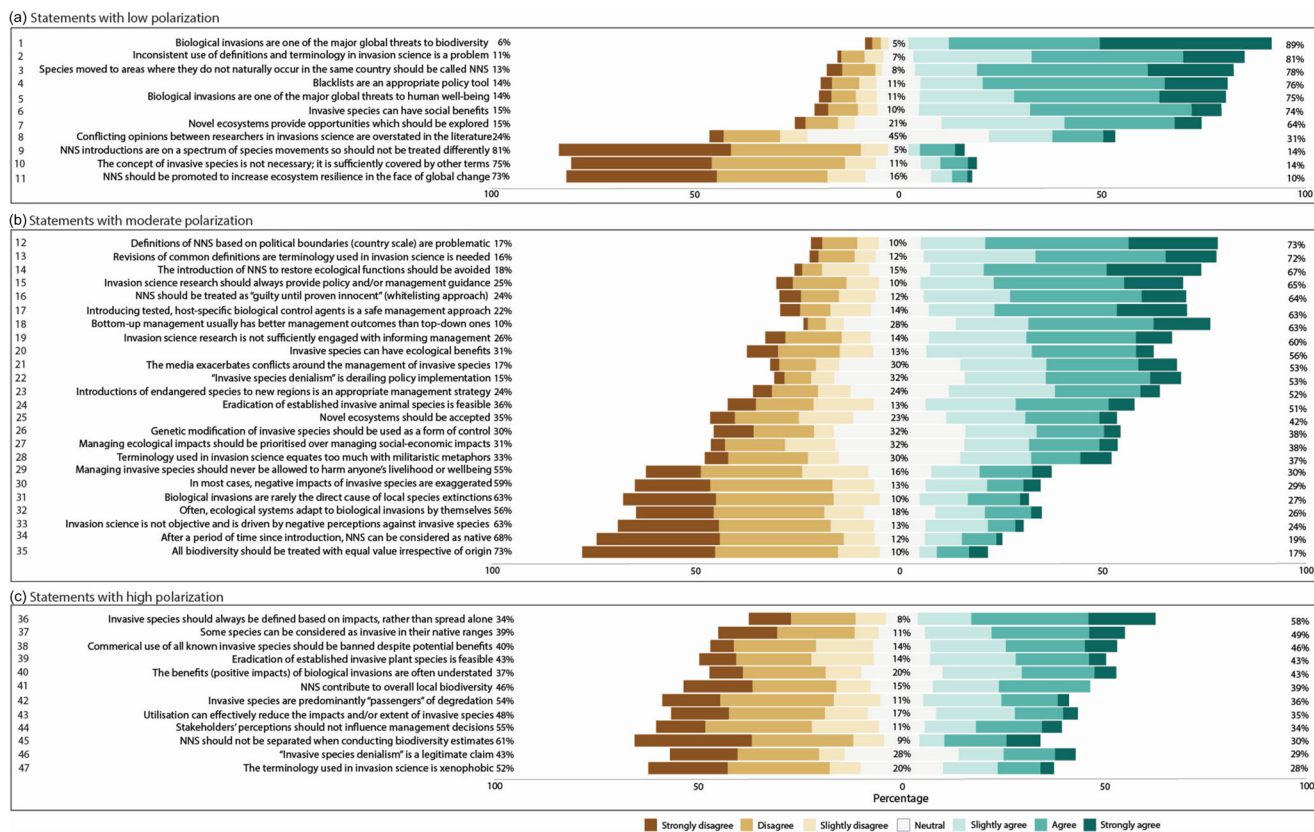 (a) Statements with low polarization
1 Biological invasions are one of the major global threats to biodiversity 6% 5% 89%
2 Inconsistent use of definitions and terminology in invasion science is a problem 11% 7% 81%
3 Species moved to areas where they do not naturally occur in the same country should be called NNS 13% 8% 78%
4 Blacklists are an appropriate policy tool 14% 11% 76%
5 Biological invasions are one of the major global threats to human well-being 14% 11% 75%
6 Invasive species can have social benefits 15% 10% 74%
7 Novel ecosystems provide opportunities which should be explored 15% 21% 64%
8 Conflicting opinions between researchers in invasions science are overstated in the literature 24% 45% 31%
9 NNS introductions are on a spectrum of species movements so should not be treated differently 81% 5% 14%
10 The concept of invasive species is not necessary; it is sufficiently covered by other terms 75% 11% 14%
11 NNS should be promoted to increase ecosystem resilience in the face of global change 73% 16% 10%
100 50 0 50 100
(b) Statements with moderate polarization
12 Definitions of NNS based on political boundaries (country scale) are problematic 17% 10% 73%
13 Revisions of common definitions are terminology used in invasion science is needed 16% 12% 72%
14 The introduction of NNS to restore ecological functions should be avoided 18% 15% 67%
15 Invasion science research should always provide policy and/or management guidance 25% 10% 65%
16 NNS should be treated as "guilty until proven innocent" (whitelisting approach) 24% 12% 64%
17 Introducing tested, host-specific biological control agents is a safe management approach 22% 14% 63%
18 Bottom-up management usually has better management outcomes than top-down ones 10% 28% 63%
19 Invasion science research is not sufficiently engaged with informing management 26% 14% 60%
20 Invasive species can have ecological benefits 31% 13% 56%
21 The media exacerbates conflicts around the management of invasive species 17% 30% 53%
22 "Invasive species denialism" is derailing policy implementation 15% 32% 53%
23 Introductions of endangered species to new regions is an appropriate management strategy 24% 24% 52%
24 Eradication of established invasive animal species is feasible 36% 13% 51%
25 Novel ecosystems should be accepted 35% 23% 42%
26 Genetic modification of invasive species should be used as a form of control 30% 32% 38%
27 Managing ecological impacts should be prioritised over managing social-economic impacts 31% 32% 38%
28 Terminology used in invasion science equates too much with militaristic metaphors 33% 30% 37%
29 Managing invasive species should never be allowed to harm anyone's livelihood or wellbeing 55% 16% 30%
30 In most cases, negative impacts of invasive species are exaggerated 59% 13% 29%
31 Biological invasions are rarely the direct cause of local species extinctions 63% 10% 27%
32 Often, ecological systems adapt to biological invasions by themselves 56% 18% 26%
33 Invasion science is not objective and is driven by negative perceptions against invasive species 63% 13% 24%
34 After a period of time since introduction, NNS can be considered as native 68% 12% 19%
35 All biodiversity should be treated with equal value irrespective of origin 73% 10% 17%
100 50 0 50 100
(c) Statements with high polarization
36 Invasive species should always be defined based on impacts, rather than spread alone 34% 8% 58%
37 Some species can be considered as invasive in their native ranges 39% 11% 49%
38 Commerical use of all known invasive species should be banned despite potential benefits 40% 14% 46%
39 Eradication of established invasive plant species is feasible 43% 14% 43%
40 The benefits (positive impacts) of biological invasions are often understated 37% 20% 43%
41 NNS contribute to overall local biodiversity 46% 15% 39%
42 Invasive species are predominantly "passengers" of degredation 54% 11% 36%
43 Utilisation can effectively reduce the impacts and/or extent of invasive species 48% 17% 35%
44 Stakeholders' perceptions should not influence management decisions 55% 11% 34%
45 NNS should not be separated when conducting biodiversity estimates 61% 9% 30%
46 "Invasive species denialism" is a legitimate claim 43% 28% 29%
47 The terminology used in invasion science is xenophobic 52% 20% 28%
100 50 0 50 100
Percentage
Strongly disagree Disagree Slightly disagree Neutral Slightly agree Agree Strongly agree